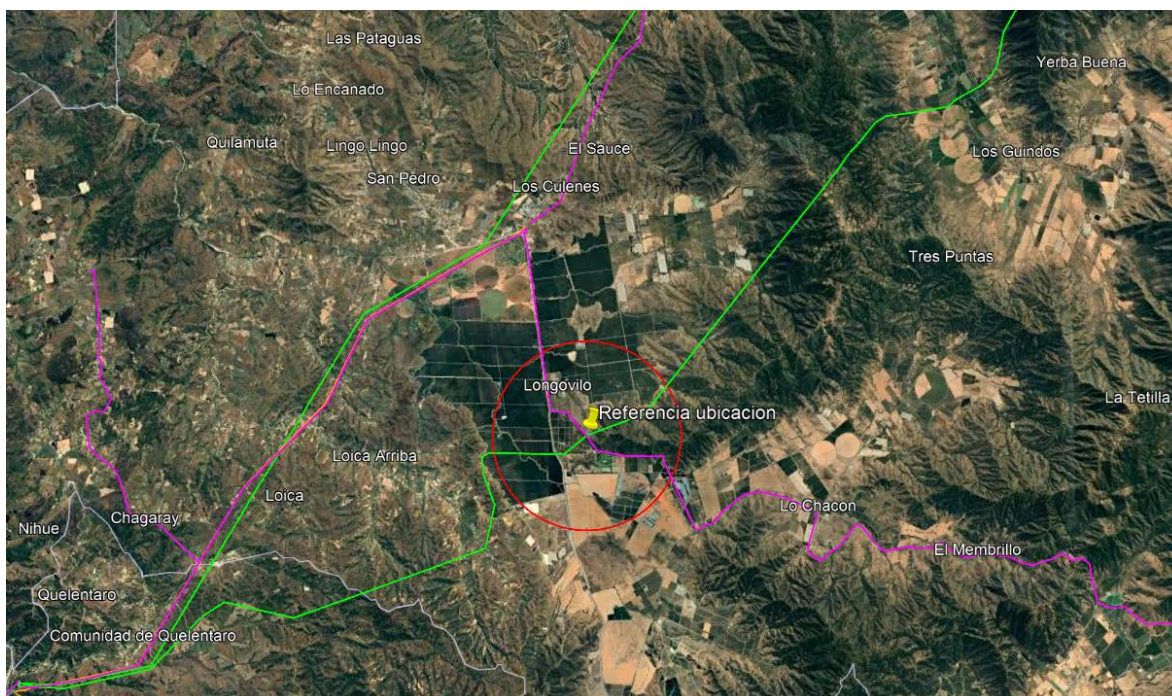 Las Pataguas
Yerba Buena
Lo Encanado
Quilamuta
Lingo Lingo
El Sauce
Los Guindos
San Pedro
Los Culenes
Tres Puntas
Longovilo
La Tetilla
Referencia ubicacion
Loica Arriba
Loica
Lo Chacon
Chagaray
Nihue
El Membrillo
Quelentaro
Comunidad de Quelentaro